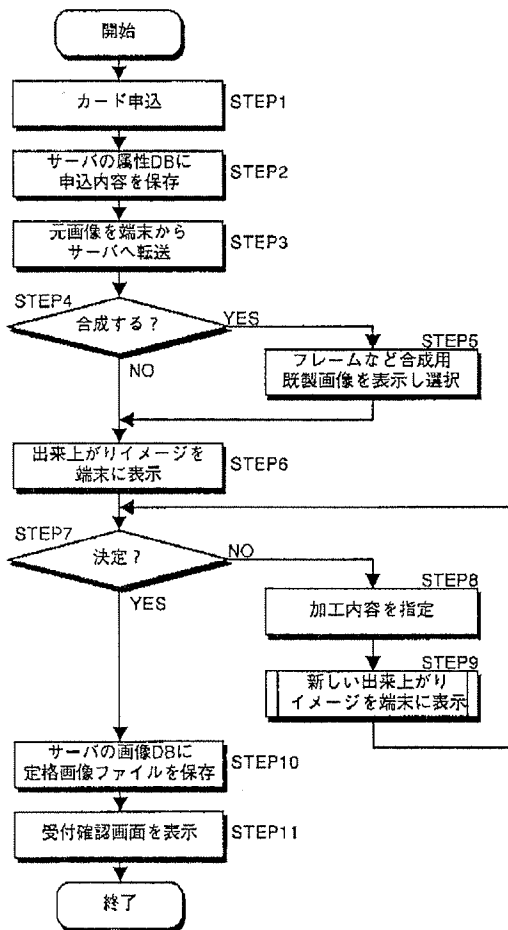 開始
カード申込
STEP1
サーバの属性DBに
申込内容を保存
STEP2
元画像を端末から
サーバへ転送
STEP3
STEP4
合成する？
YES
NO
STEP5
フレームなど合成用
既製画像を表示し選択
出来上がりイメージを
端末に表示
STEP6
STEP7
決定？
NO
YES
STEP8
加工内容を指定
STEP9
新しい出来上がり
イメージを端末に表示
サーバの画像DBに
定格画像ファイルを保存
STEP10
受付確認画面を表示
STEP11
終了